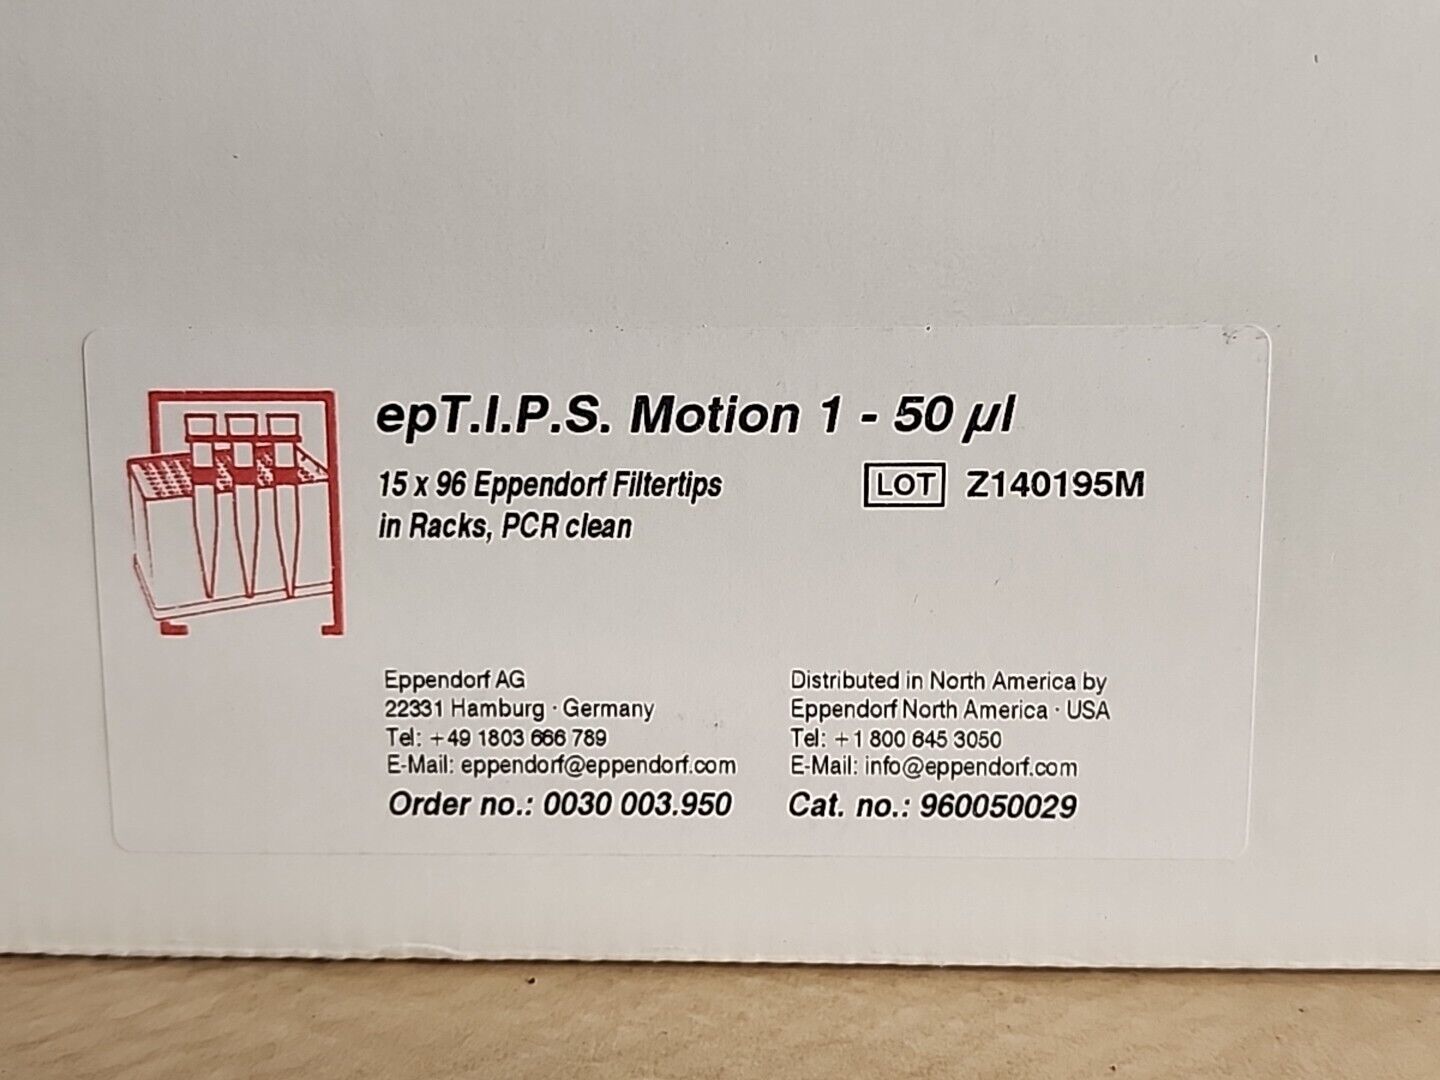 epT.I.P.S. Motion 1 - 50 µl
15 x 96 Eppendorf Filtertips
in Racks, PCR clean
LOT Z140195M
Eppendorf AG
22331 Hamburg · Germany
Tel: +49 1803 666 789
E-Mail: eppendorf@eppendorf.com
Order no.: 0030 003.950
Distributed in North America by
Eppendorf North America · USA
Tel: +1 800 645 3050
E-Mail: info@eppendorf.com
Cat. no.: 960050029